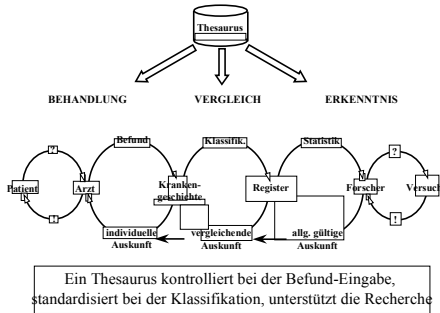 Thesaurus
BEHANDLUNG VERGLEICH ERKENNTNIS
Befund Klassifik. Statistik
? ?
Patient Arzt Kranken- geschichte Register Forscher Versuch
! !
individuelle Auskunft vergleichende Auskunft allg. gültige Auskunft
Ein Thesaurus kontrolliert bei der Befund-Eingabe,
standardisiert bei der Klassifikation, unterstützt die Recherche